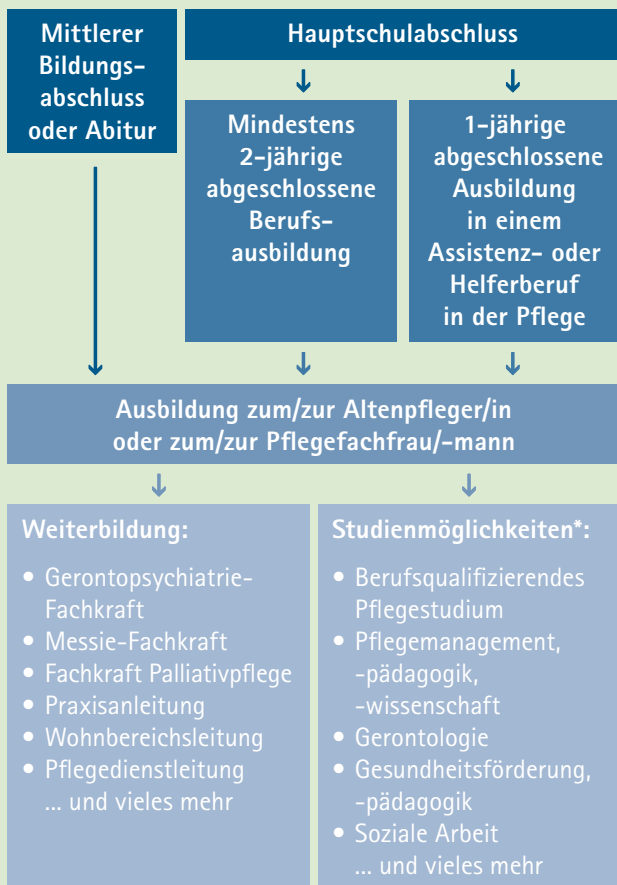 Mittlerer
Bildungs-
abschluss
oder Abitur
Hauptschulabschluss
Mindestens
2-jährige
abgeschlossene
Berufs-
ausbildung
1-jährige
abgeschlossene
Ausbildung
in einem
Assistenz- oder
Helferberuf
in der Pflege
Ausbildung zum/zur Altenpfleger/in
oder zum/zur Pflegefachfrau/-mann
Weiterbildung:
• Gerontopsychiatrie-
Fachkraft
• Messie-Fachkraft
• Fachkraft Palliativpflege
• Praxisanleitung
• Wohnbereichsleitung
• Pflegedienstleitung
... und vieles mehr
Studienmöglichkeiten*:
• Berufsqualifizierendes
Pflegestudium
• Pflegemanagement,
-pädagogik,
-wissenschaft
• Gerontologie
• Gesundheitsförderung,
-pädagogik
• Soziale Arbeit
... und vieles mehr